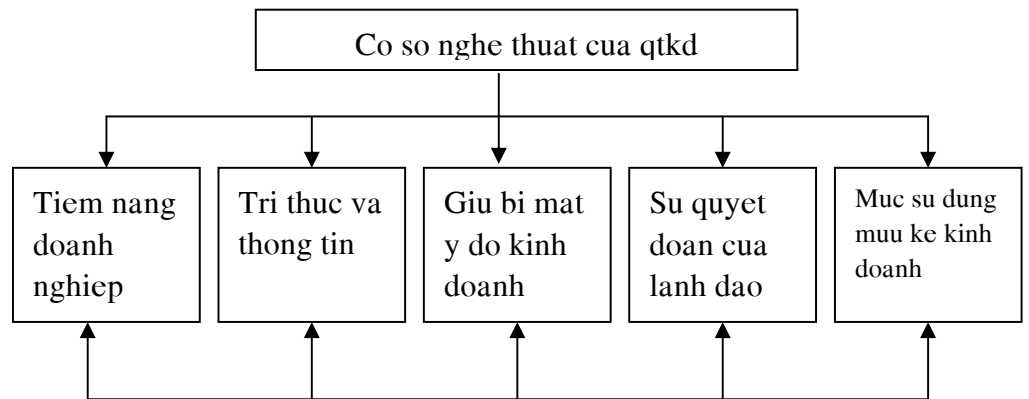 Co so nghe thuat cua qtkd
Tiem nang
doanh
nghiep
Tri thuc va
thong tin
Giu bi mat
y do kinh
doanh
Su quyet
doan cua
lanh dao
Muc su dung
muu ke kinh
doanh